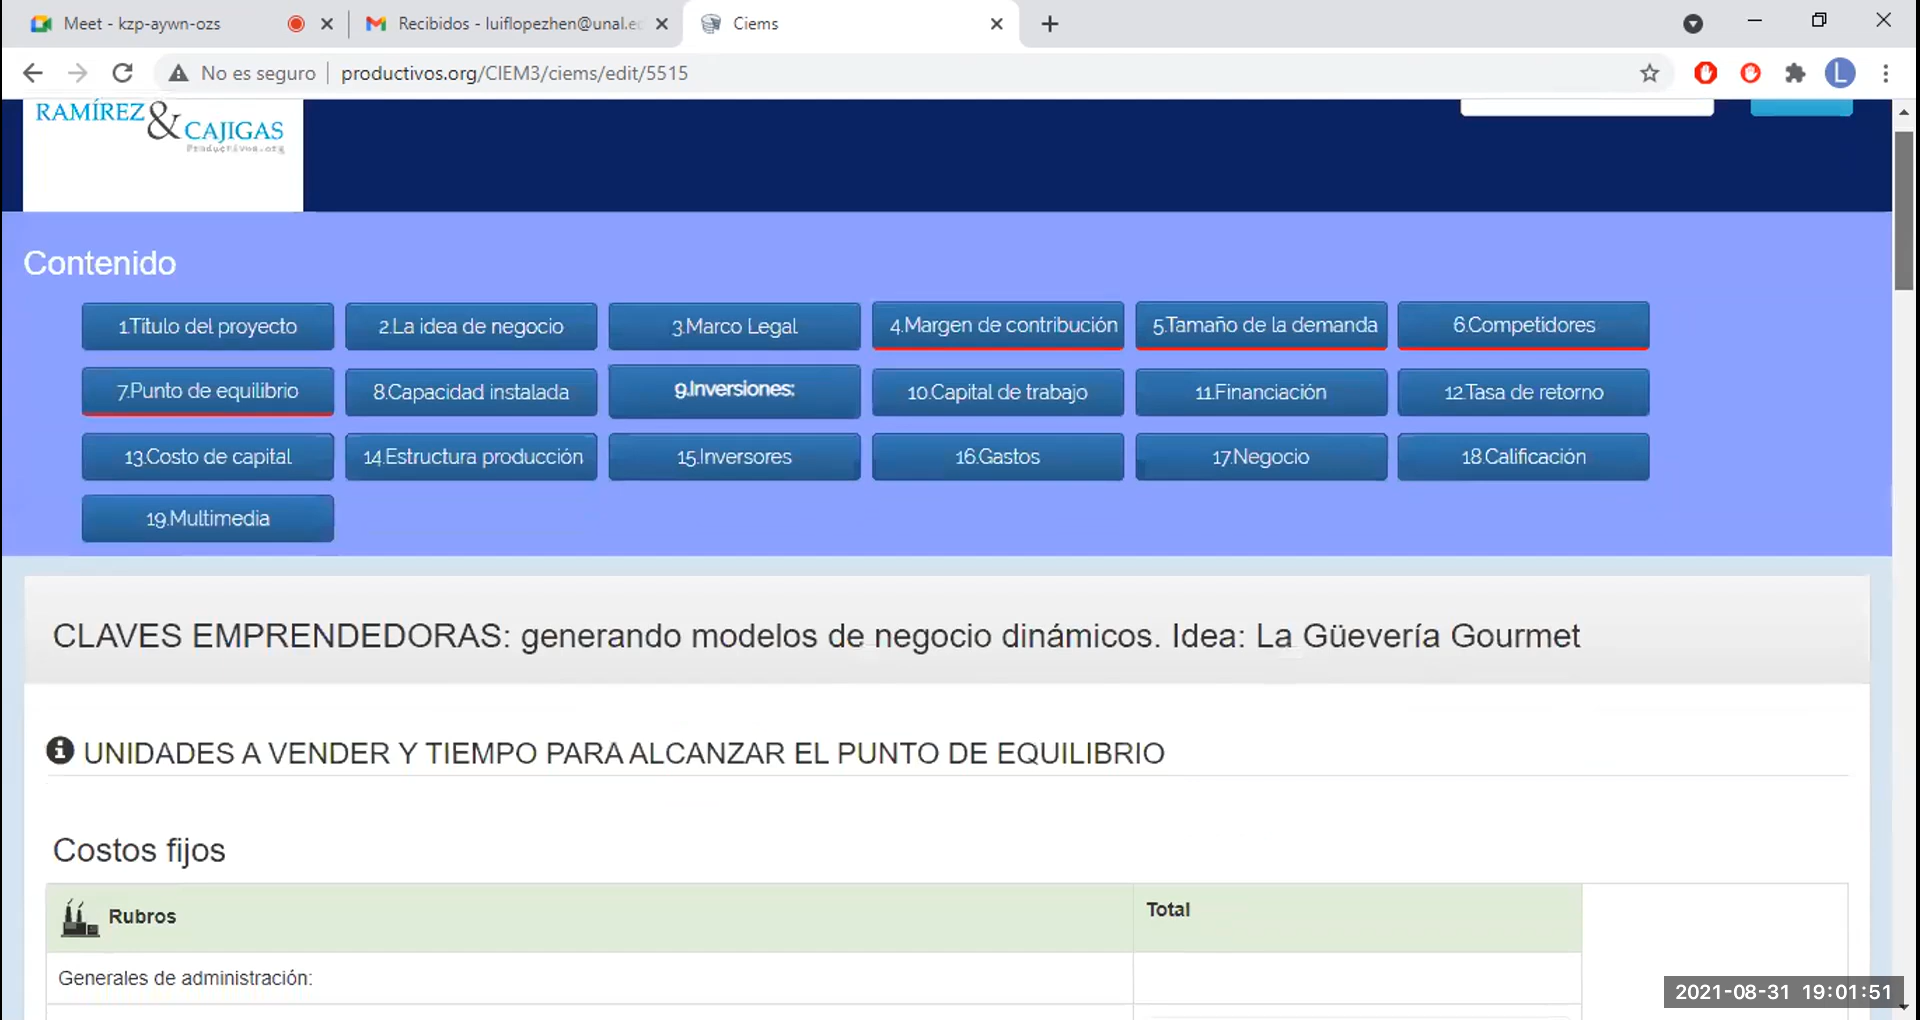 Meet - kzp-aywn-ozs
Recibidos - luiflopezhen@unal.e
Ciems
No es seguro
productivos.org/CIEM3/ciems/edit/5515
L
RAMÍREZ & CAJIGAS
Productivos.org
Contenido
1.Título del proyecto
2.La idea de negocio
3.Marco Legal
4.Margen de contribución
5.Tamaño de la demanda
6.Competidores
7.Punto de equilibrio
8.Capacidad instalada
9.Inversiones:
10.Capital de trabajo
11.Financiación
12.Tasa de retorno
13.Costo de capital
14.Estructura producción
15.Inversores
16.Gastos
17.Negocio
18.Calificación
19.Multimedia
CLAVES EMPRENDEDORAS: generando modelos de negocio dinámicos. Idea: La Güevería Gourmet
UNIDADES A VENDER Y TIEMPO PARA ALCANZAR EL PUNTO DE EQUILIBRIO
Costos fijos
Rubros
Total
Generales de administración:
2021-08-31 19:01:51